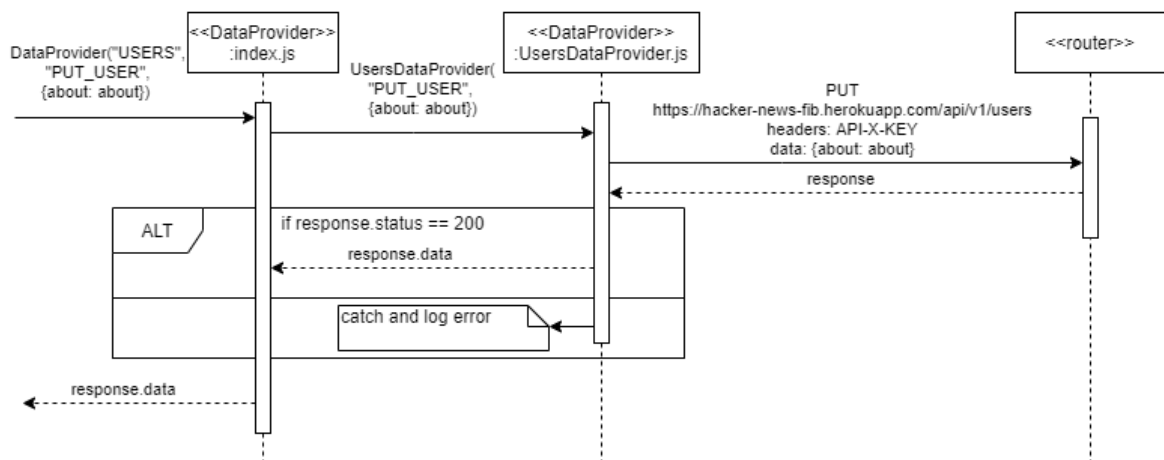 <<DataProvider>>
:index.js
<<DataProvider>>
:UsersDataProvider.js
<<router>>
DataProvider("USERS",
"PUT_USER",
{about: about})
UsersDataProvider(
"PUT_USER",
{about: about})
PUT
https://hacker-news-fib.herokuapp.com/api/v1/users
headers: API-X-KEY
data: {about: about}
response
ALT
if response.status == 200
response.data
catch and log error
response.data